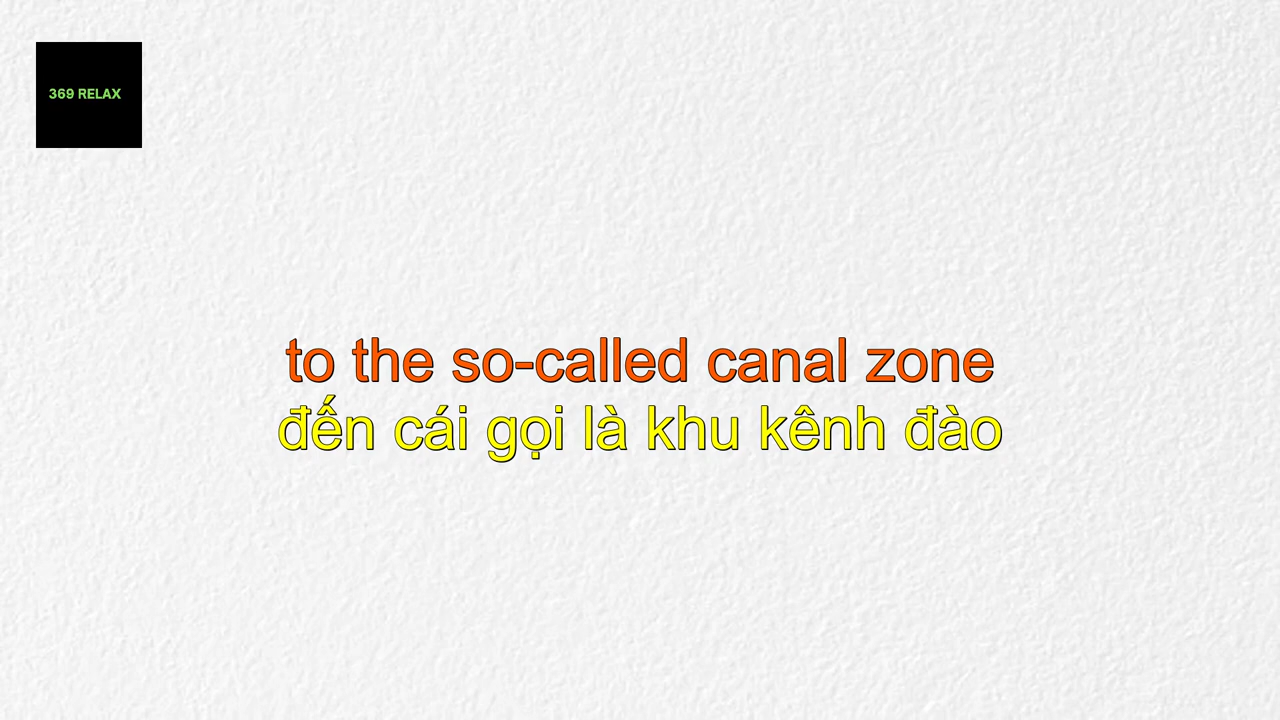 369 RELAX
to the so-called canal zone
đến cái gọi là khu kênh đào